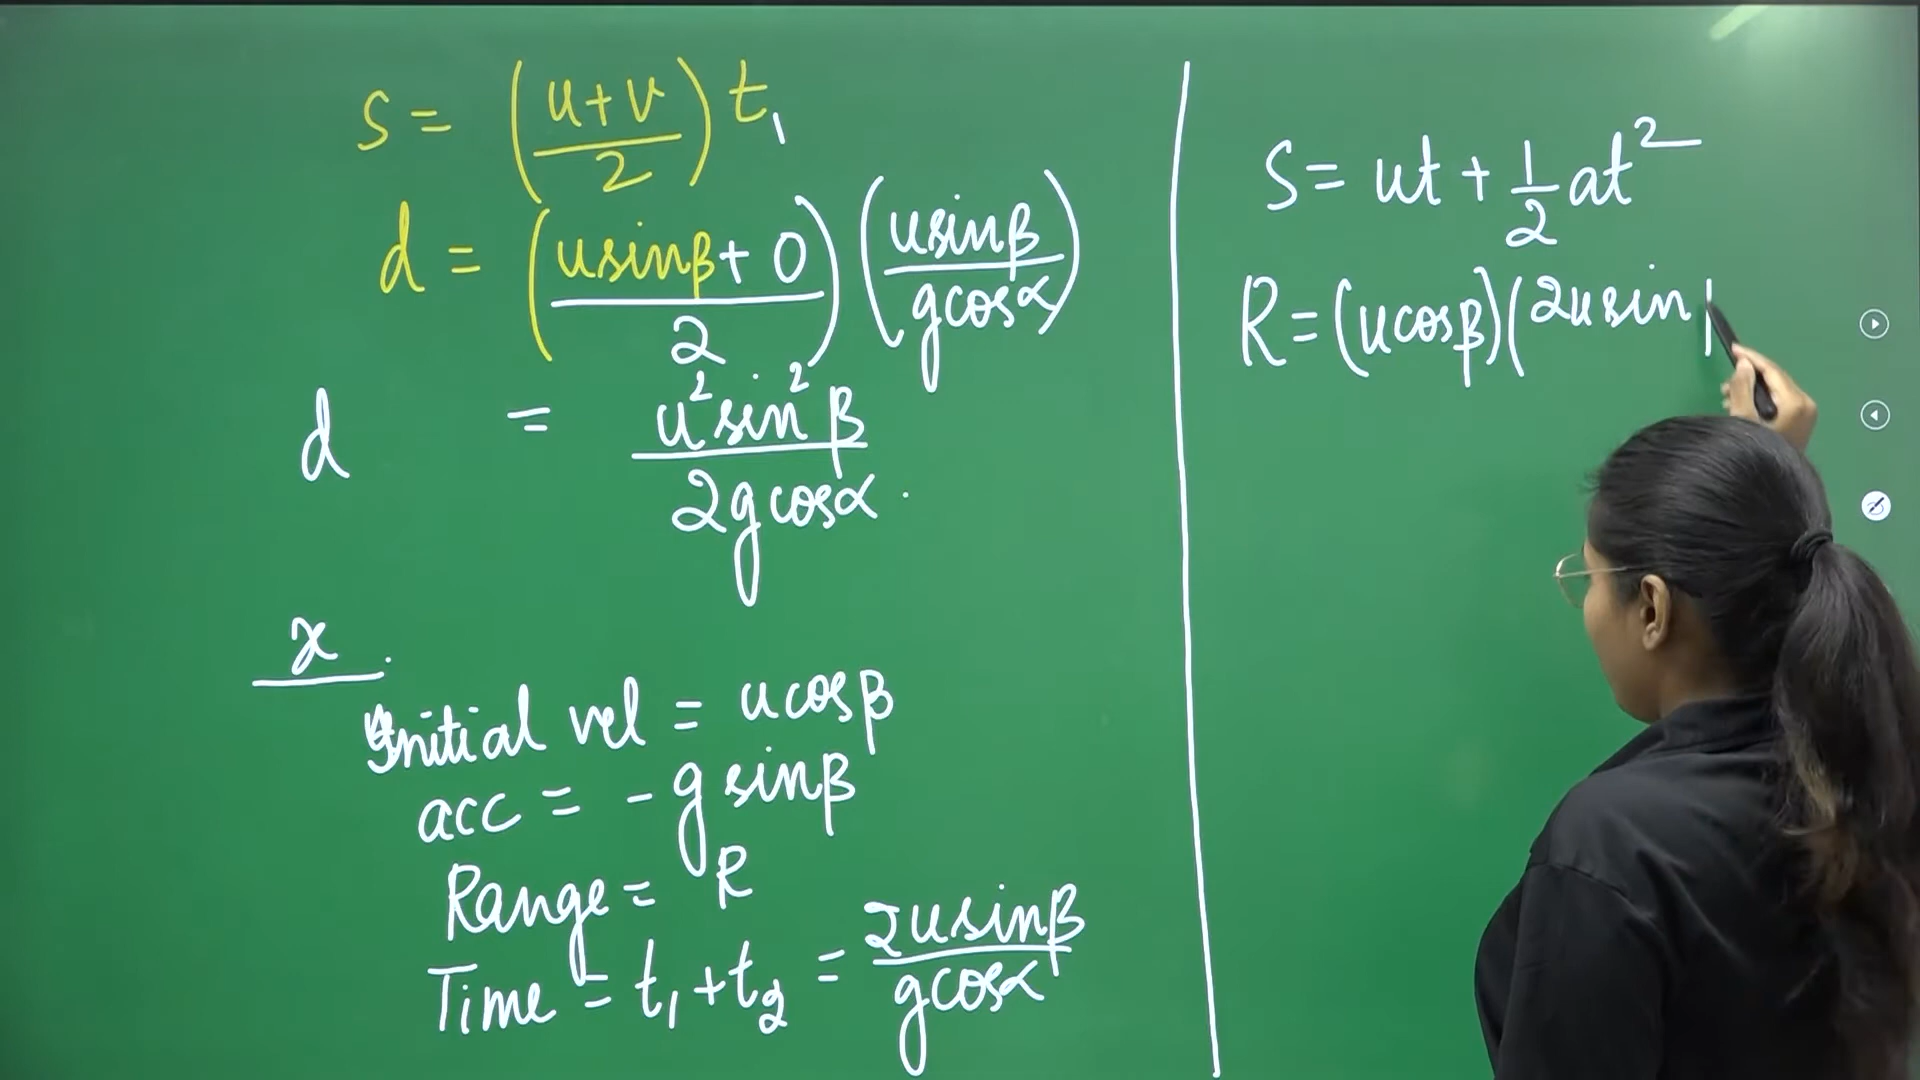 S = (u+v/2) t₁
d = (usinβ + 0/2) (usinβ/gcosα)
d = u²sin²β/2gcosα.
x
Initial vel = ucosβ
acc = -g sinβ
Range = R
Time = t₁+t₂ = 2usinβ/gcosα
S = ut + 1/2 at²
R = (ucosβ)(2usin